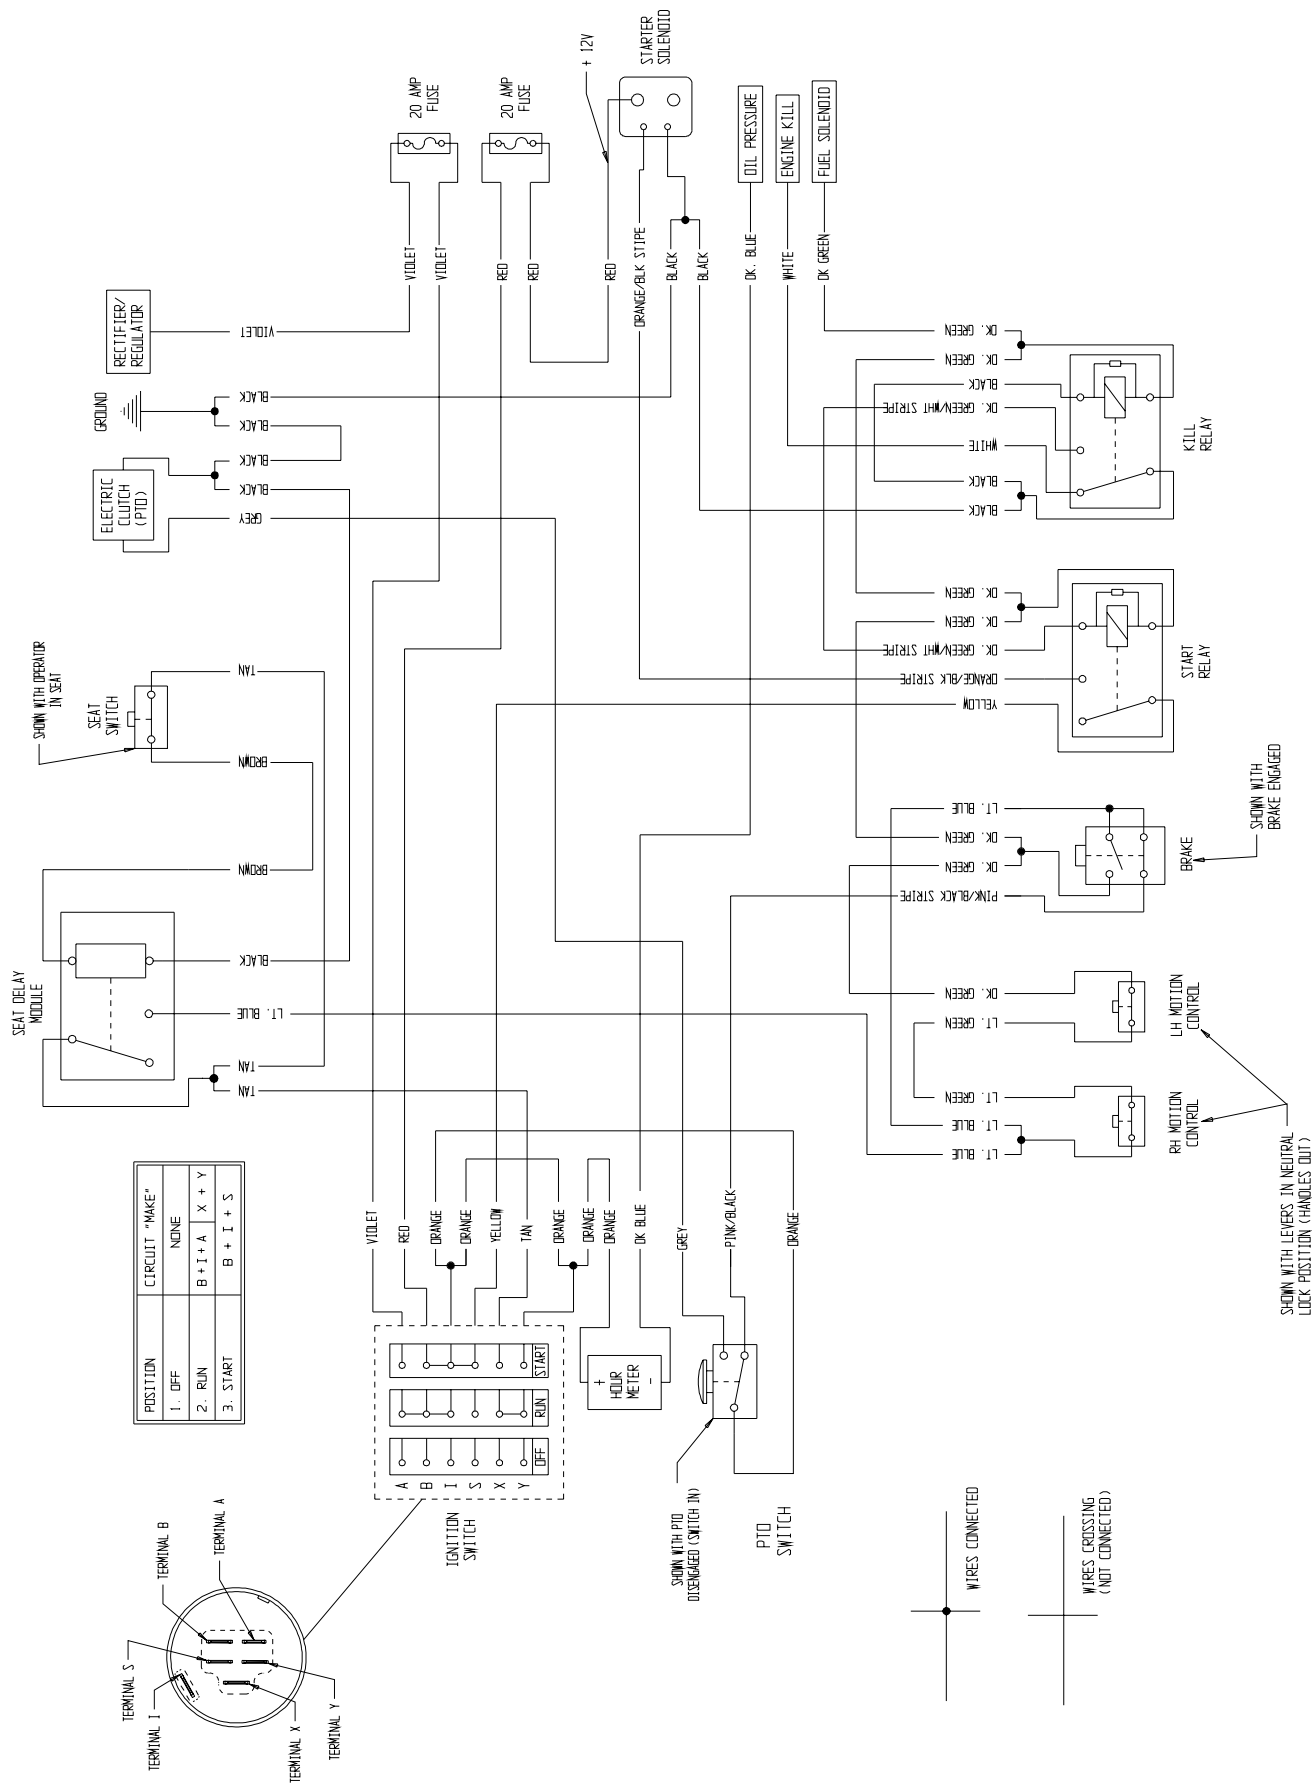 20 AMP
FUSE
20 AMP
FUSE
+ 12V
STARTER
SOLENOID
OIL PRESSURE
ENGINE KILL
FUEL SOLENOID
RECTIFIER/
REGULATOR
VIOLET
VIOLET
VIOLET
RED
RED
RED
ORANGE/BLK STIPE
BLACK
BLACK
DK. BLUE
WHITE
DK GREEN
GROUND
BLACK
BLACK
BLACK
BLACK
GREY
ELECTRIC
CLUTCH
(PTO)
DK. GREEN
DK. GREEN
BLACK
DK. GREEN/WHT STRIPE
WHITE
BLACK
BLACK
KILL
RELAY
DK. GREEN
DK. GREEN
DK. GREEN/WHT STRIPE
ORANGE/BLK STRIPE
YELLOW
START
RELAY
SHOWN WITH OPERATOR
IN SEAT
SEAT
SWITCH
TAN
BROWN
BROWN
BLACK
LT. BLUE
TAN
TAN
SEAT DELAY
MODULE
LT. BLUE
DK. GREEN
DK. GREEN
PINK/BLACK STRIPE
BRAKE
SHOWN WITH
BRAKE ENGAGED
DK. GREEN
LT. GREEN
LH MOTION
CONTROL
LT. GREEN
LT. BLUE
LT. BLUE
RH MOTION
CONTROL
SHOWN WITH LEVERS IN NEUTRAL
LOCK POSITION (HANDLES OUT)
POSITION CIRCUIT "MAKE"
1. OFF NONE
2. RUN B+I+A X + Y
3. START B + I + S
VIOLET
RED
ORANGE
ORANGE
YELLOW
TAN
ORANGE
ORANGE
ORANGE
DK BLUE
GREY
PINK/BLACK
ORANGE
START
RUN
OFF
A
B
I
S
X
Y
IGNITION
SWITCH
+
HOUR
METER
-
SHOWN WITH PTO
DISENGAGED (SWITCH IN)
PTO
SWITCH
TERMINAL B
TERMINAL A
TERMINAL S
TERMINAL I
TERMINAL X
TERMINAL Y
WIRES CONNECTED
WIRES CROSSING
(NOT CONNECTED)